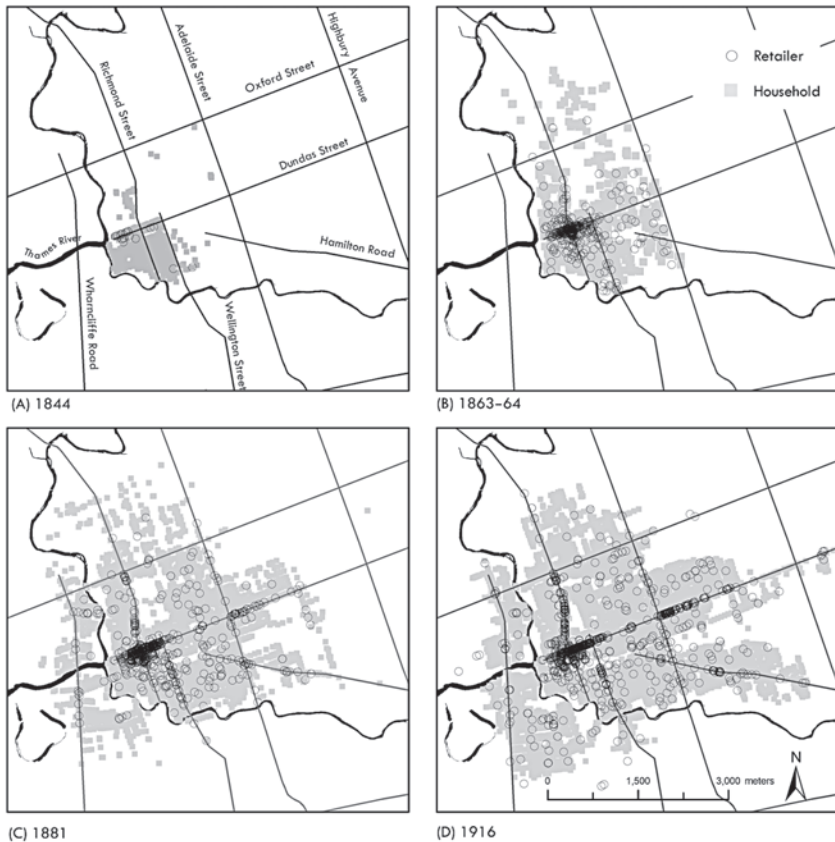 Richmond Street
Adelaide Street
Highbury
Avenue
Oxford Street
Dundas Street
Thames River
Hamilton Road
Wharncliffe Road
Wellington Street
(A) 1844
Retailer
Household
(B) 1863–64
(C) 1881
N
0 1,500 3,000 meters
(D) 1916